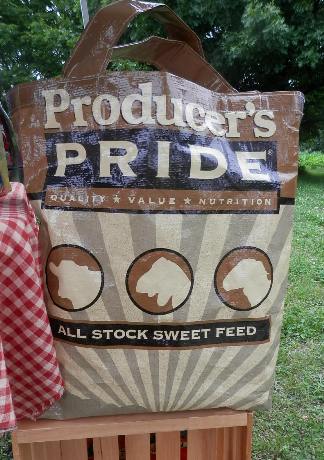 Producer's
PRIDE
QUALITY ★ VALUE ★ NUTRITION
ALL STOCK SWEET FEED